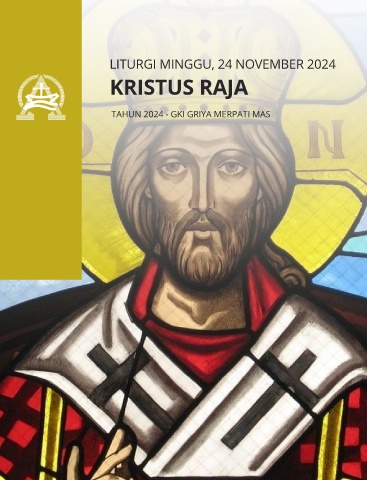 LITURGI MINGGU, 24 NOVEMBER 2024
KRISTUS RAJA
TAHUN 2024 - GKI GRIYA MERPATI MAS
O N